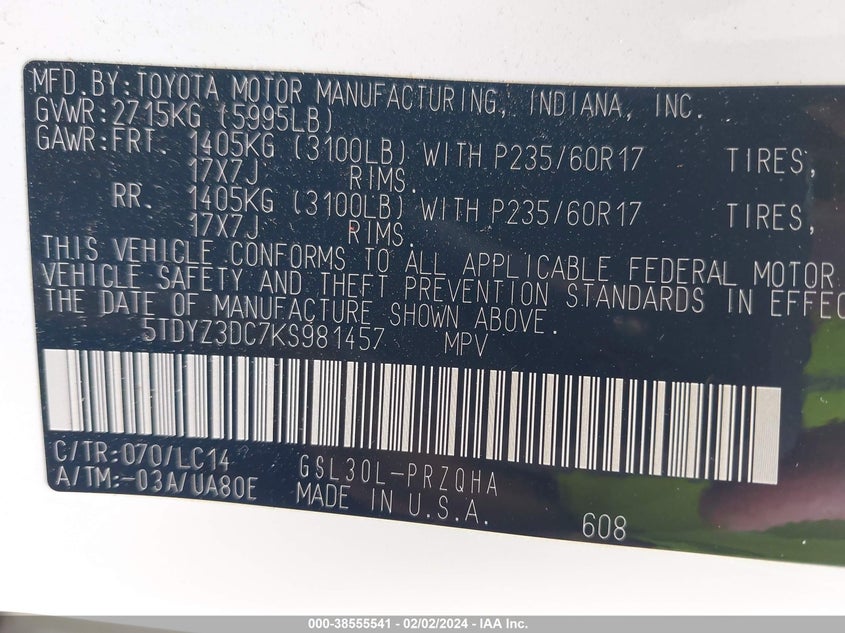 MFD.BY:TOYOTA MOTOR MANUFACTURING, INDIANA, INC.
GVWR:2715KG (5995LB)
GAWR:FRT. 1405KG (3100LB) WITH P235/60R17 TIRES,
17X7J RIMS.
RR. 1405KG (3100LB) WITH P235/60R17 TIRES,
17X7J RIMS.
THIS VEHICLE CONFORMS TO ALL APPLICABLE FEDERAL MOTOR
VEHICLE SAFETY AND THEFT PREVENTION STANDARDS IN EFFEC
THE DATE OF MANUFACTURE SHOWN ABOVE.
5TDYZ3DC7KS981457 MPV
C/TR:070/LC14 GSL30L-PRZQHA
A/TM:-03A/UA80E MADE IN U.S.A.
608
000-38555541 | 02/02/2024 | IAA Inc.